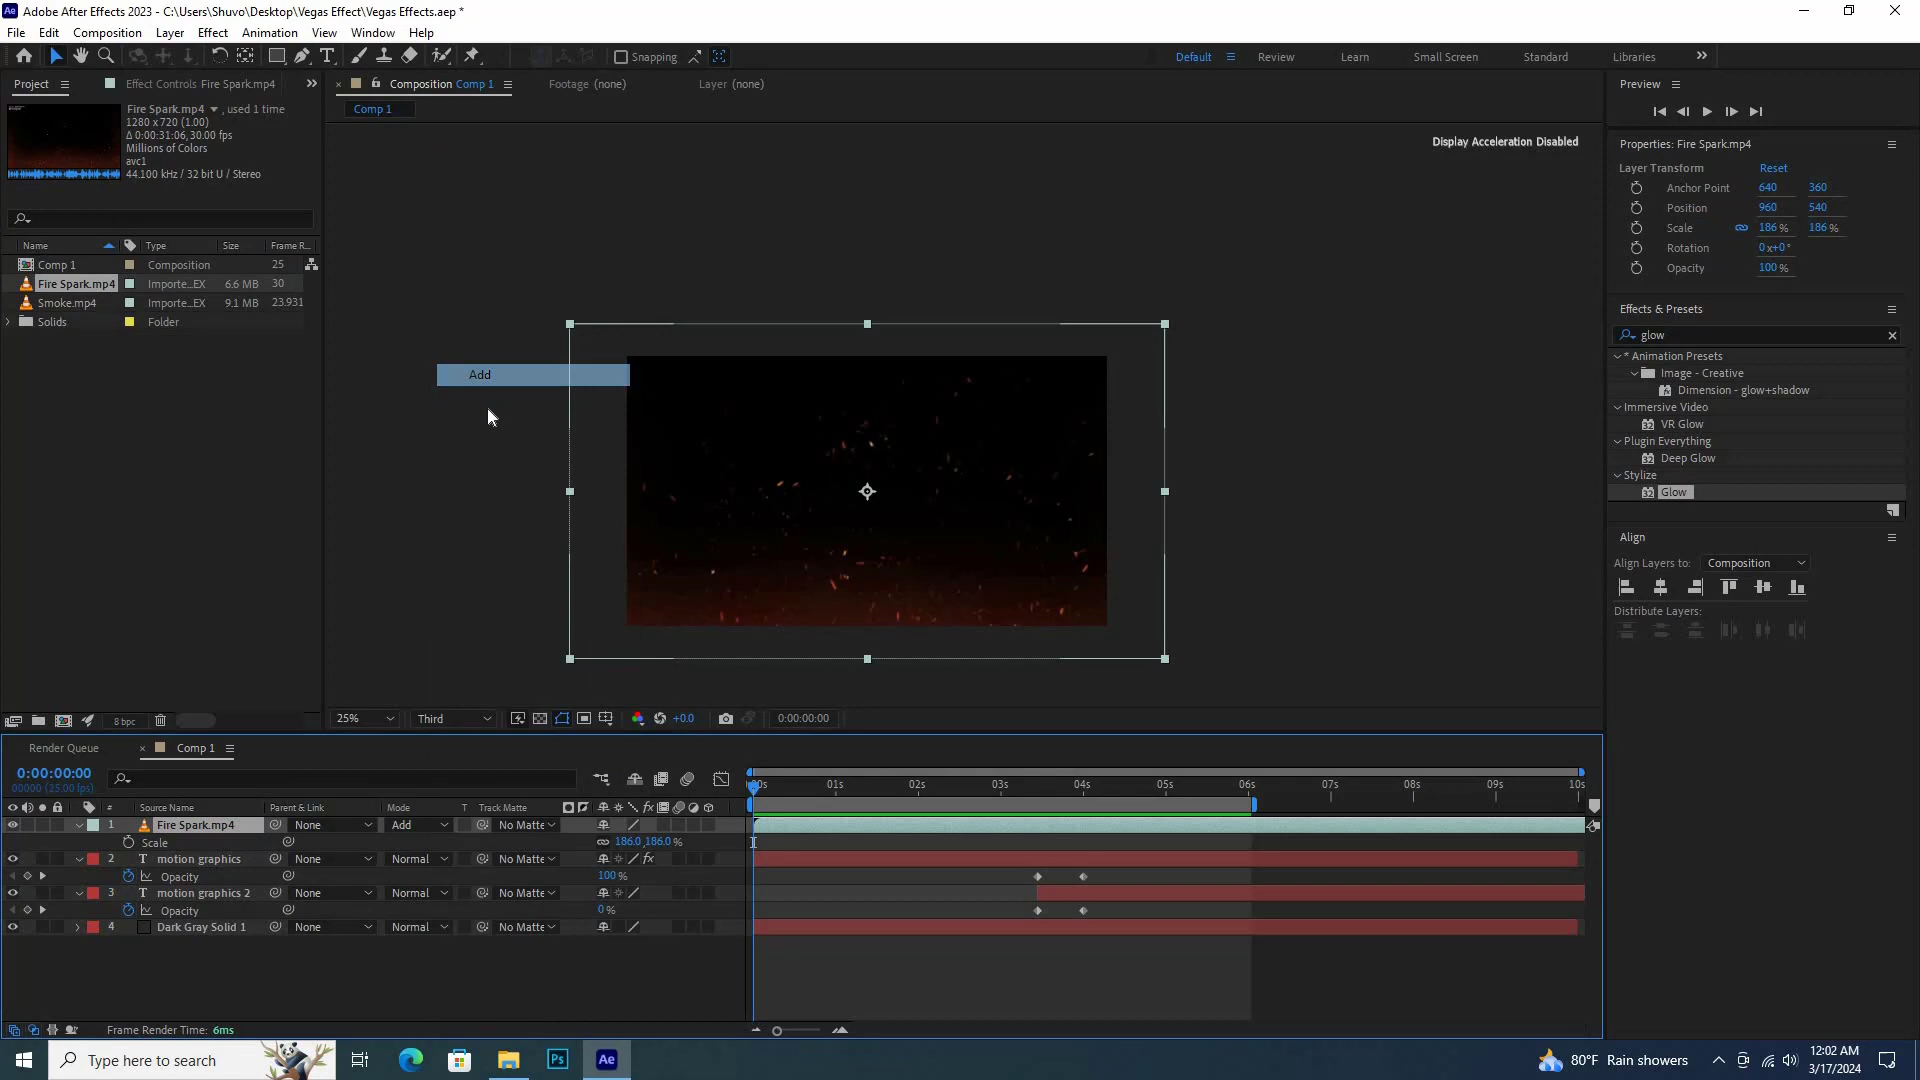 Adobe After Effects 2023 - C:\Users\Shuvo\Desktop\Vegas Effect\Vegas Effects.aep *
File Edit Composition Layer Effect Animation View Window Help
Snapping
Default Review Learn Small Screen Standard Libraries
Project Effect Controls Fire Spark.mp4
Fire Spark.mp4 , used 1 time
1280 x 720 (1.00)
Δ 0:00:31:06, 30.00 fps
Millions of Colors
avc1
44.100 kHz / 32 bit U / Stereo
Name Type Size Frame R...
Comp 1 Composition 25
Fire Spark.mp4 Importe...EX 6.6 MB 30
Smoke.mp4 Importe...EX 9.1 MB 23.931
Solids Folder
8 bpc
Composition Comp 1 Footage (none) Layer (none)
Comp 1
Display Acceleration Disabled
Add
25% Third +0.0 0:00:00:00
Preview
Properties: Fire Spark.mp4
Layer Transform Reset
Anchor Point 640 360
Position 960 540
Scale 186 % 186 %
Rotation 0x+0°
Opacity 100 %
Effects & Presets
glow
* Animation Presets
Image - Creative
Dimension - glow+shadow
Immersive Video
VR Glow
Plugin Everything
Deep Glow
Stylize
Glow
Align
Align Layers to: Composition
Distribute Layers:
Render Queue Comp 1
0:00:00:00
00000 (25.00 fps)
:00s 01s 02s 03s 04s 05s 06s 07s 08s 09s 10s
# Source Name Parent & Link Mode T Track Matte
1 Fire Spark.mp4 None Add No Matte
Scale 186.0,186.0 %
2 T motion graphics None Normal No Matte
Opacity 100 %
3 T motion graphics 2 None Normal No Matte
Opacity 0 %
4 Dark Gray Solid 1 None Normal No Matte
Frame Render Time: 6ms
Type here to search
Ps Ae
80°F Rain showers
12:02 AM
3/17/2024